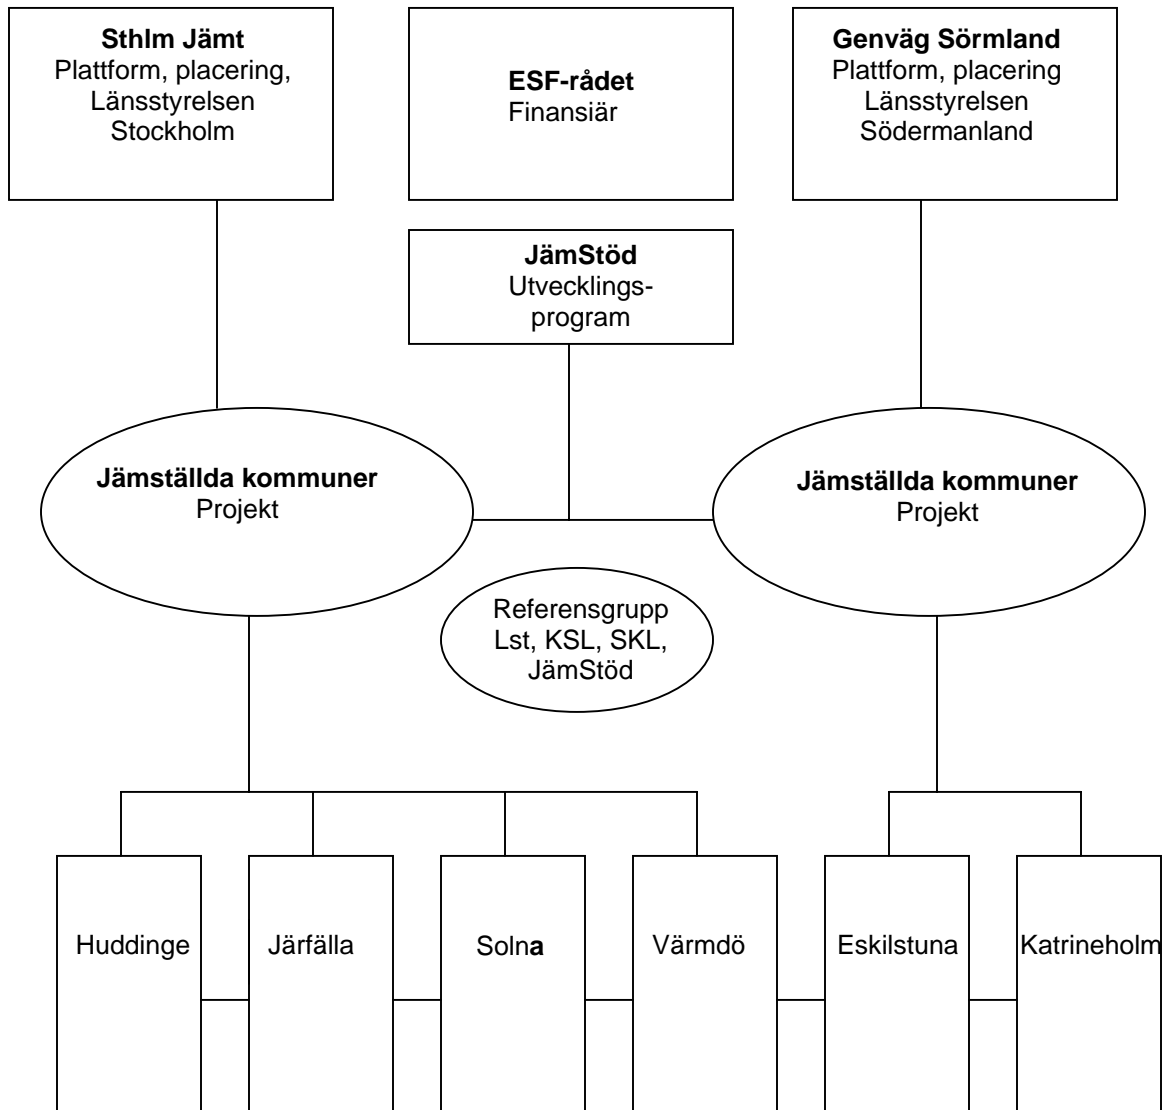 Sthlm Jämt
Plattform, placering,
Länsstyrelsen
Stockholm
ESF-rådet
Finansiär
Genväg Sörmland
Plattform, placering
Länsstyrelsen
Södermanland
JämStöd
Utvecklings-
program
Jämställda kommuner
Projekt
Jämställda kommuner
Projekt
Referensgrupp
Lst, KSL, SKL,
JämStöd
Huddinge
Järfälla
Solna
Värmdö
Eskilstuna
Katrineholm